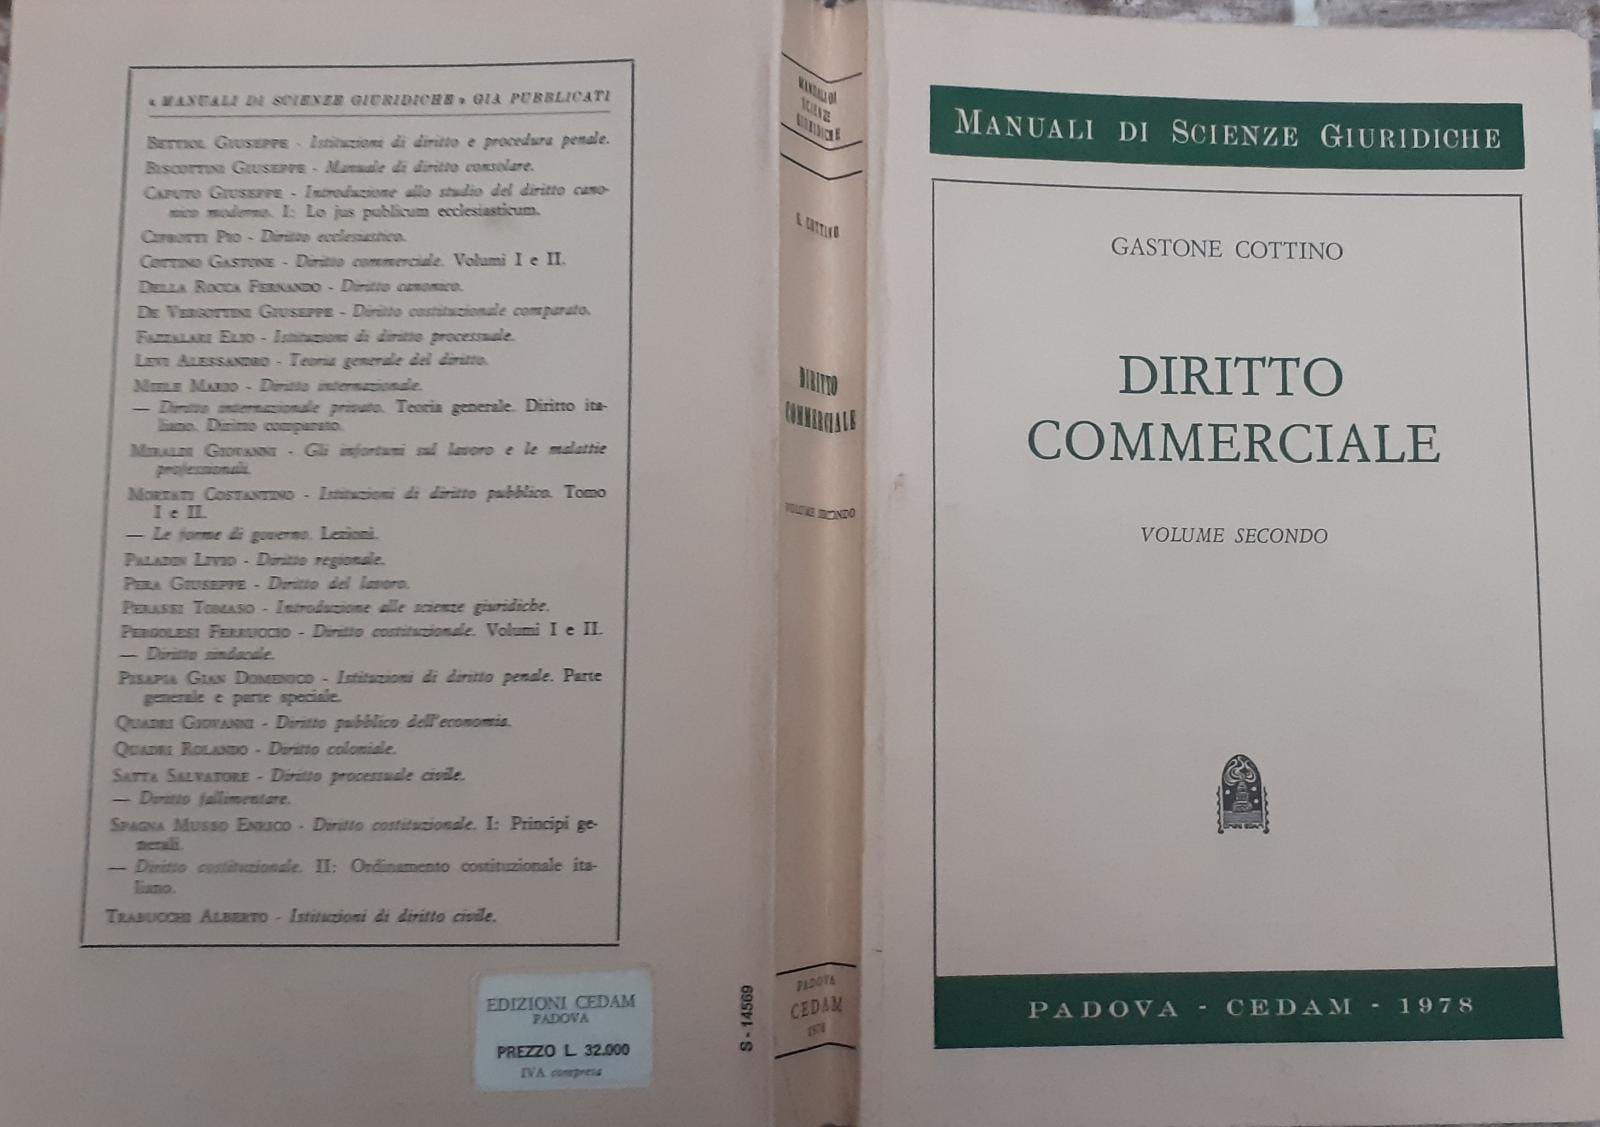 « MANUALI DI SCIENZE GIURIDICHE » GIA PUBBLICATI
BETTIOL GIUSEPPE - Istituzioni di diritto e procedura penale.
BISCOTTINI GIUSEPPE - Manuale di diritto consolare.
CAPUTO GIUSEPPE - Introduzione allo studio del diritto cano-
nico moderno. I: Lo jus publicum ecclesiasticum.
CIPROTTI PIO - Diritto ecclesiastico.
COTTINO GASTONE - Diritto commerciale. Volumi I e II.
DELLA ROCCA FERNANDO - Diritto canonico.
DE VERGOTTINI GIUSEPPE - Diritto costituzionale comparato.
FAZZALARI ELIO - Istituzioni di diritto processuale.
LEVI ALESSANDRO - Teoria generale del diritto.
MIELE MARIO - Diritto internazionale.
— Diritto internazionale privato. Teoria generale. Diritto ita-
liano. Diritto comparato.
MIRALDI GIOVANNI - Gli infortuni sul lavoro e le malattie
professionali.
MORTATI COSTANTINO - Istituzioni di diritto pubblico. Tomo
I e II.
— Le forme di governo. Lezioni.
PALADIN LIVIO - Diritto regionale.
PERA GIUSEPPE - Diritto del lavoro.
PERASSI TOMASO - Introduzione alle scienze giuridiche.
PERGOLESI FERRUCCIO - Diritto costituzionale. Volumi I e II.
— Diritto sindacale.
PISAPIA GIAN DOMENICO - Istituzioni di diritto penale. Parte
generale e parte speciale.
QUADRI GIOVANNI - Diritto pubblico dell'economia.
QUADRI ROLANDO - Diritto coloniale.
SATTA SALVATORE - Diritto processuale civile.
— Diritto fallimentare.
SPAGNA MUSSO ENRICO - Diritto costituzionale. I: Principi ge-
nerali.
— Diritto costituzionale. II: Ordinamento costituzionale ita-
liano.
TRABUCCHI ALBERTO - Istituzioni di diritto civile.
EDIZIONI CEDAM
PADOVA
PREZZO L. 32.000
IVA compresa
S - 14569
MANUALI DI
SCIENZE
GIURIDICHE
G. COTTINO
DIRITTO
COMMERCIALE
VOLUME SECONDO
PADOVA
CEDAM
1978
MANUALI DI SCIENZE GIURIDICHE
GASTONE COTTINO
DIRITTO
COMMERCIALE
VOLUME SECONDO
PADOVA - CEDAM - 1978